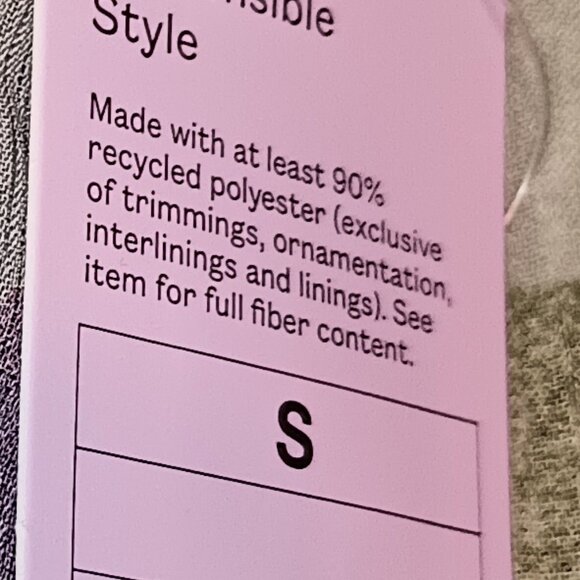 Style
Made with at least 90%
recycled polyester (exclusive
of trimmings, ornamentation,
interlinings and linings). See
item for full fiber content.
S